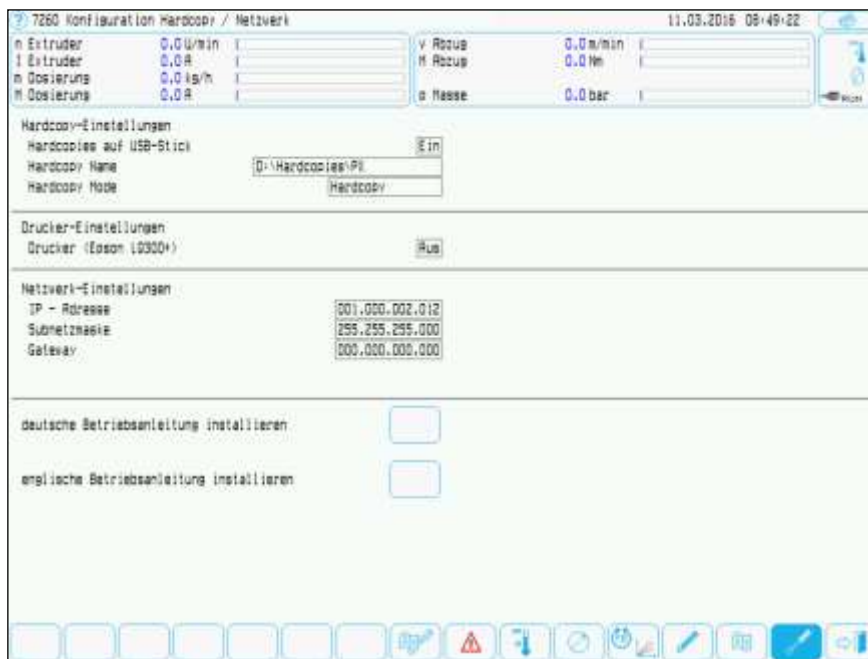 ? 7260 Konfiguration Hardcopy / Netzwerk 11.03.2016 08:49:22
n Extruder 0.0 U/min v Abzug 0.0 m/min
I Extruder 0.0 A M Abzug 0.0 Nm
m Dosierung 0.0 kg/h
M Dosierung 0.0 A p Masse 0.0 bar
Hardcopy-Einstellungen
Hardcopies auf USB-Stick Ein
Hardcopy Name D:\Hardcopies\PX
Hardcopy Mode Hardcopy
Drucker-Einstellungen
Drucker (Epson LQ300+) Aus
Netzwerk-Einstellungen
IP - Adresse 001.000.002.012
Subnetzmaske 255.255.255.000
Gateway 000.000.000.000
deutsche Betriebsanleitung installieren
englische Betriebsanleitung installieren